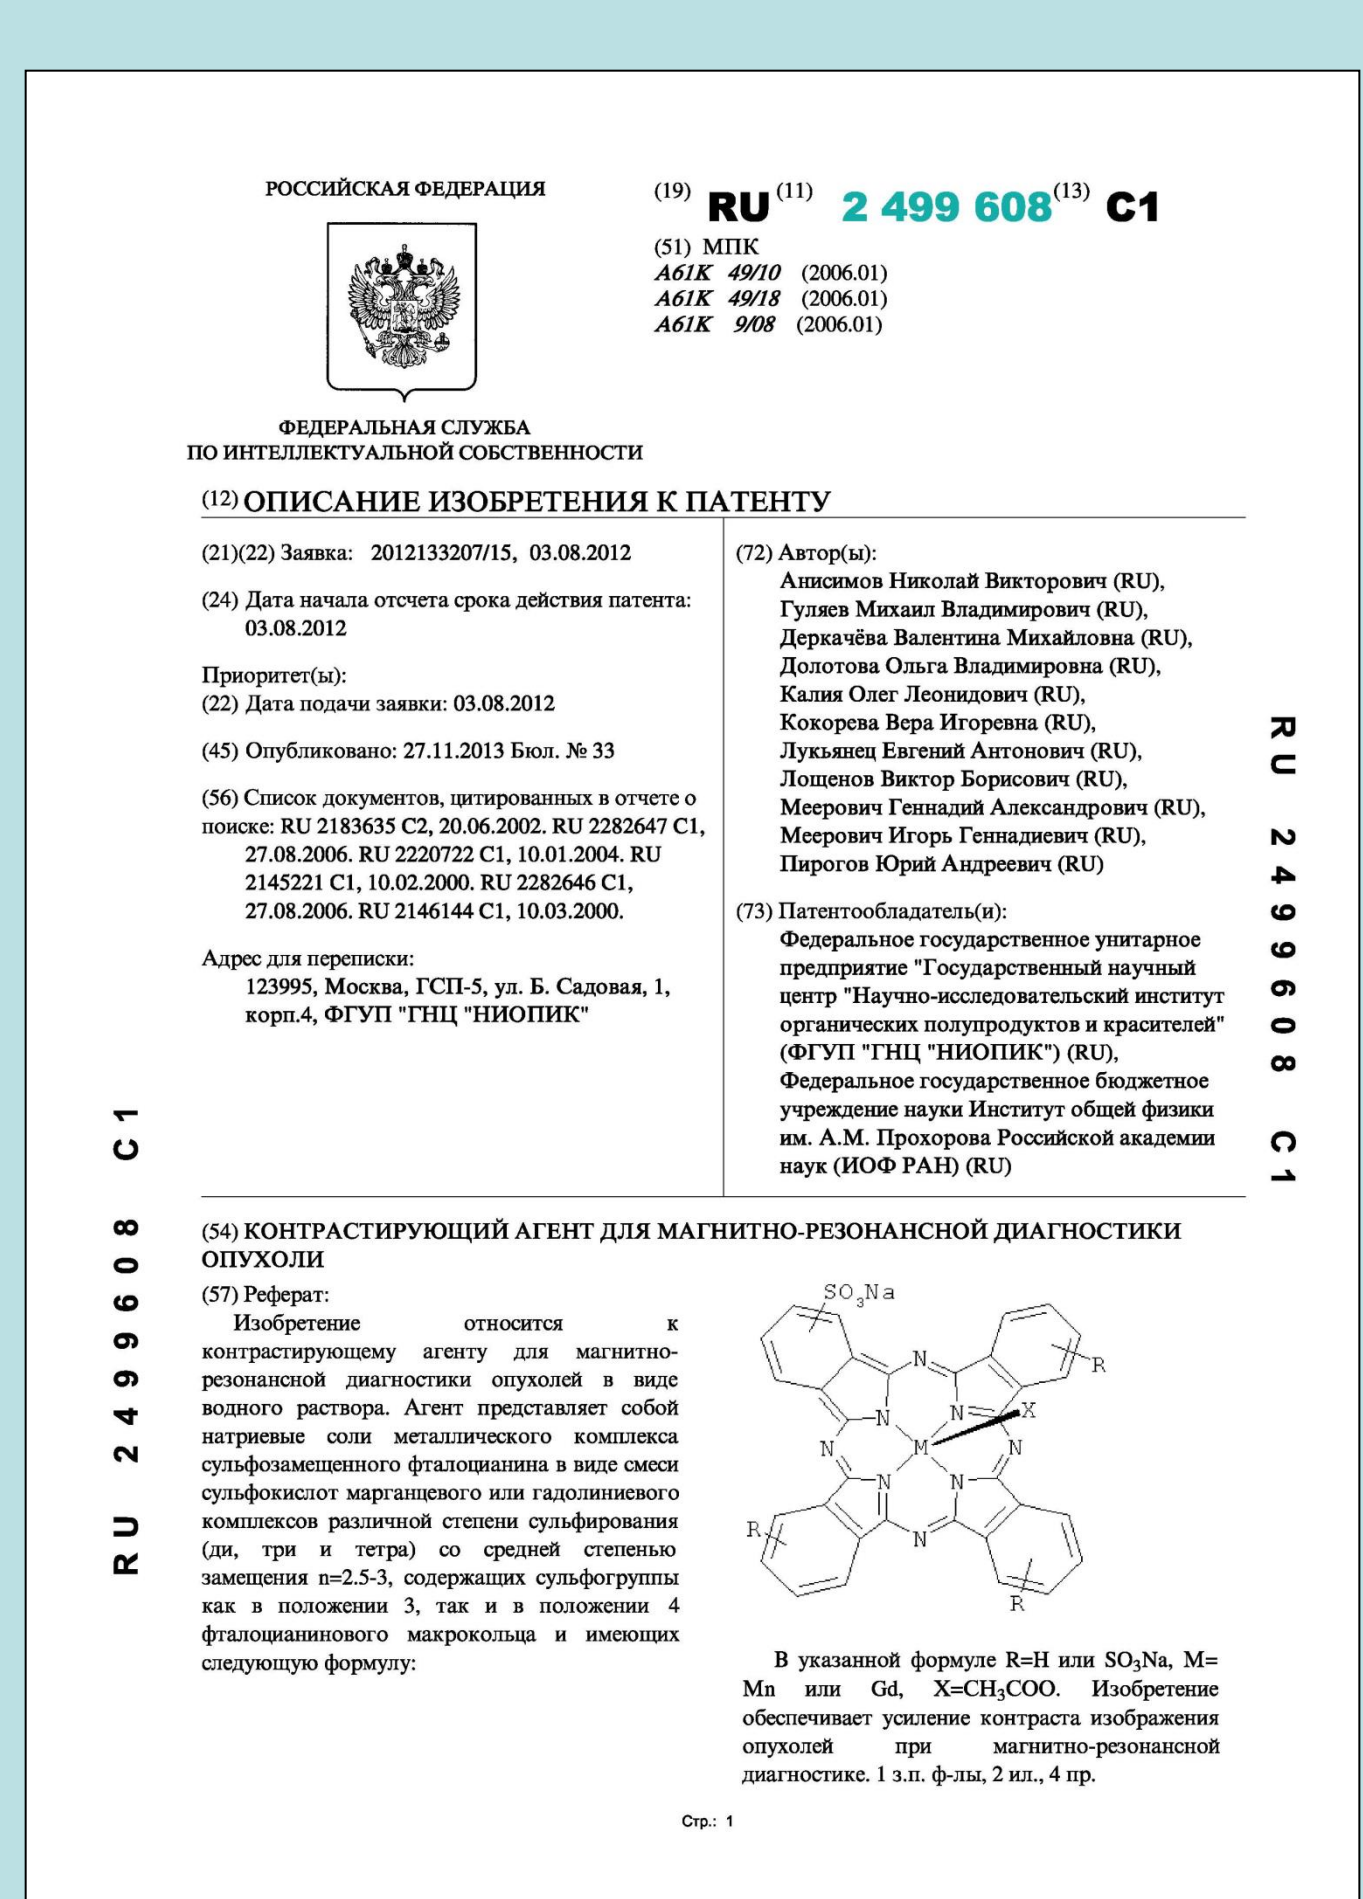 РОССИЙСКАЯ ФЕДЕРАЦИЯ
(19) RU (11) 2 499 608 (13) C1
(51) МПК
A61K 49/10 (2006.01)
A61K 49/18 (2006.01)
A61K 9/08 (2006.01)
ФЕДЕРАЛЬНАЯ СЛУЖБА
ПО ИНТЕЛЛЕКТУАЛЬНОЙ СОБСТВЕННОСТИ
(12) ОПИСАНИЕ ИЗОБРЕТЕНИЯ К ПАТЕНТУ
(21)(22) Заявка: 2012133207/15, 03.08.2012
(24) Дата начала отсчета срока действия патента:
03.08.2012
Приоритет(ы):
(22) Дата подачи заявки: 03.08.2012
(45) Опубликовано: 27.11.2013 Бюл. № 33
(56) Список документов, цитированных в отчете о
поиске: RU 2183635 C2, 20.06.2002. RU 2282647 C1,
27.08.2006. RU 2220722 C1, 10.01.2004. RU
2145221 C1, 10.02.2000. RU 2282646 C1,
27.08.2006. RU 2146144 C1, 10.03.2000.
Адрес для переписки:
123995, Москва, ГСП-5, ул. Б. Садовая, 1,
корп.4, ФГУП "ГНЦ "НИОПИК"
(72) Автор(ы):
Анисимов Николай Викторович (RU),
Гуляев Михаил Владимирович (RU),
Деркачёва Валентина Михайловна (RU),
Долотова Ольга Владимировна (RU),
Калия Олег Леонидович (RU),
Кокорева Вера Игоревна (RU),
Лукьянец Евгений Антонович (RU),
Лощенов Виктор Борисович (RU),
Меерович Геннадий Александрович (RU),
Меерович Игорь Геннадиевич (RU),
Пирогов Юрий Андреевич (RU)
(73) Патентообладатель(и):
Федеральное государственное унитарное
предприятие "Государственный научный
центр "Научно-исследовательский институт
органических полупродуктов и красителей"
(ФГУП "ГНЦ "НИОПИК") (RU),
Федеральное государственное бюджетное
учреждение науки Институт общей физики
им. А.М. Прохорова Российской академии
наук (ИОФ РАН) (RU)
RU 2499608 C1
RU 2499608 C1
(54) КОНТРАСТИРУЮЩИЙ АГЕНТ ДЛЯ МАГНИТНО-РЕЗОНАНСНОЙ ДИАГНОСТИКИ
ОПУХОЛИ
(57) Реферат:
Изобретение относится к
контрастирующему агенту для магнитно-
резонансной диагностики опухолей в виде
водного раствора. Агент представляет собой
натриевые соли металлического комплекса
сульфозамещенного фталоцианина в виде смеси
сульфокислот марганцевого или гадолиниевого
комплексов различной степени сульфирования
(ди, три и тетра) со средней степенью
замещения n=2.5-3, содержащих сульфогруппы
как в положении 3, так и в положении 4
фталоцианинового макрокольца и имеющих
следующую формулу:
SO₃Na
N
R
N N X
N M N
N N
R N
R
В указанной формуле R=H или SO₃Na, M=
Mn или Gd, X=CH₃COO. Изобретение
обеспечивает усиление контраста изображения
опухолей при магнитно-резонансной
диагностике. 1 з.п. ф-лы, 2 ил., 4 пр.
Стр.: 1